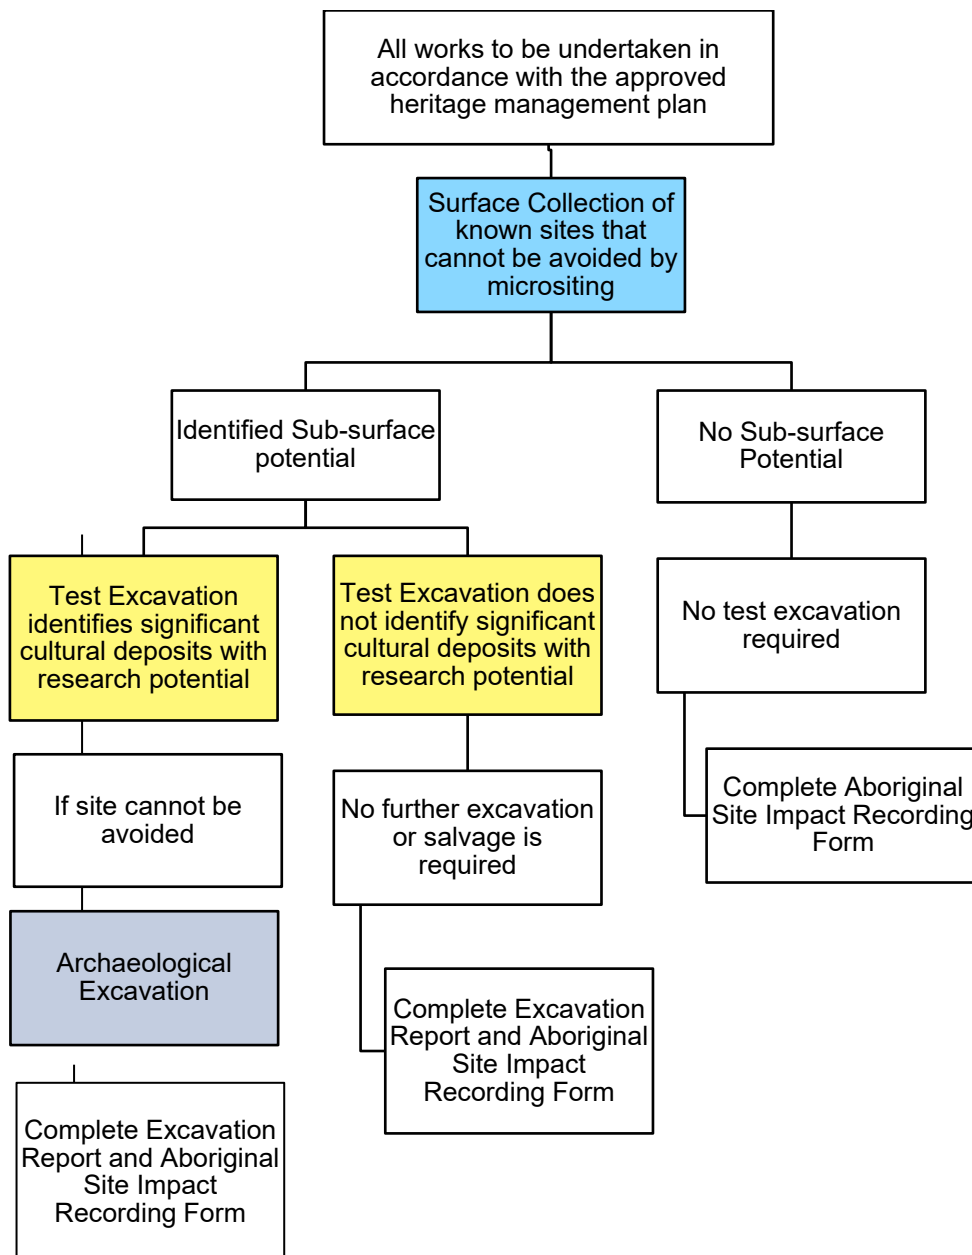 All works to be undertaken in
accordance with the approved
heritage management plan
Surface Collection of
known sites that
cannot be avoided by
micrositing
Identified Sub-surface
potential
No Sub-surface
Potential
Test Excavation
identifies significant
cultural deposits with
research potential
Test Excavation does
not identify significant
cultural deposits with
research potential
No test excavation
required
If site cannot be
avoided
No further excavation
or salvage is
required
Complete Aboriginal
Site Impact Recording
Form
Archaeological
Excavation
Complete Excavation
Report and Aboriginal
Site Impact
Recording Form
Complete Excavation
Report and Aboriginal
Site Impact
Recording Form